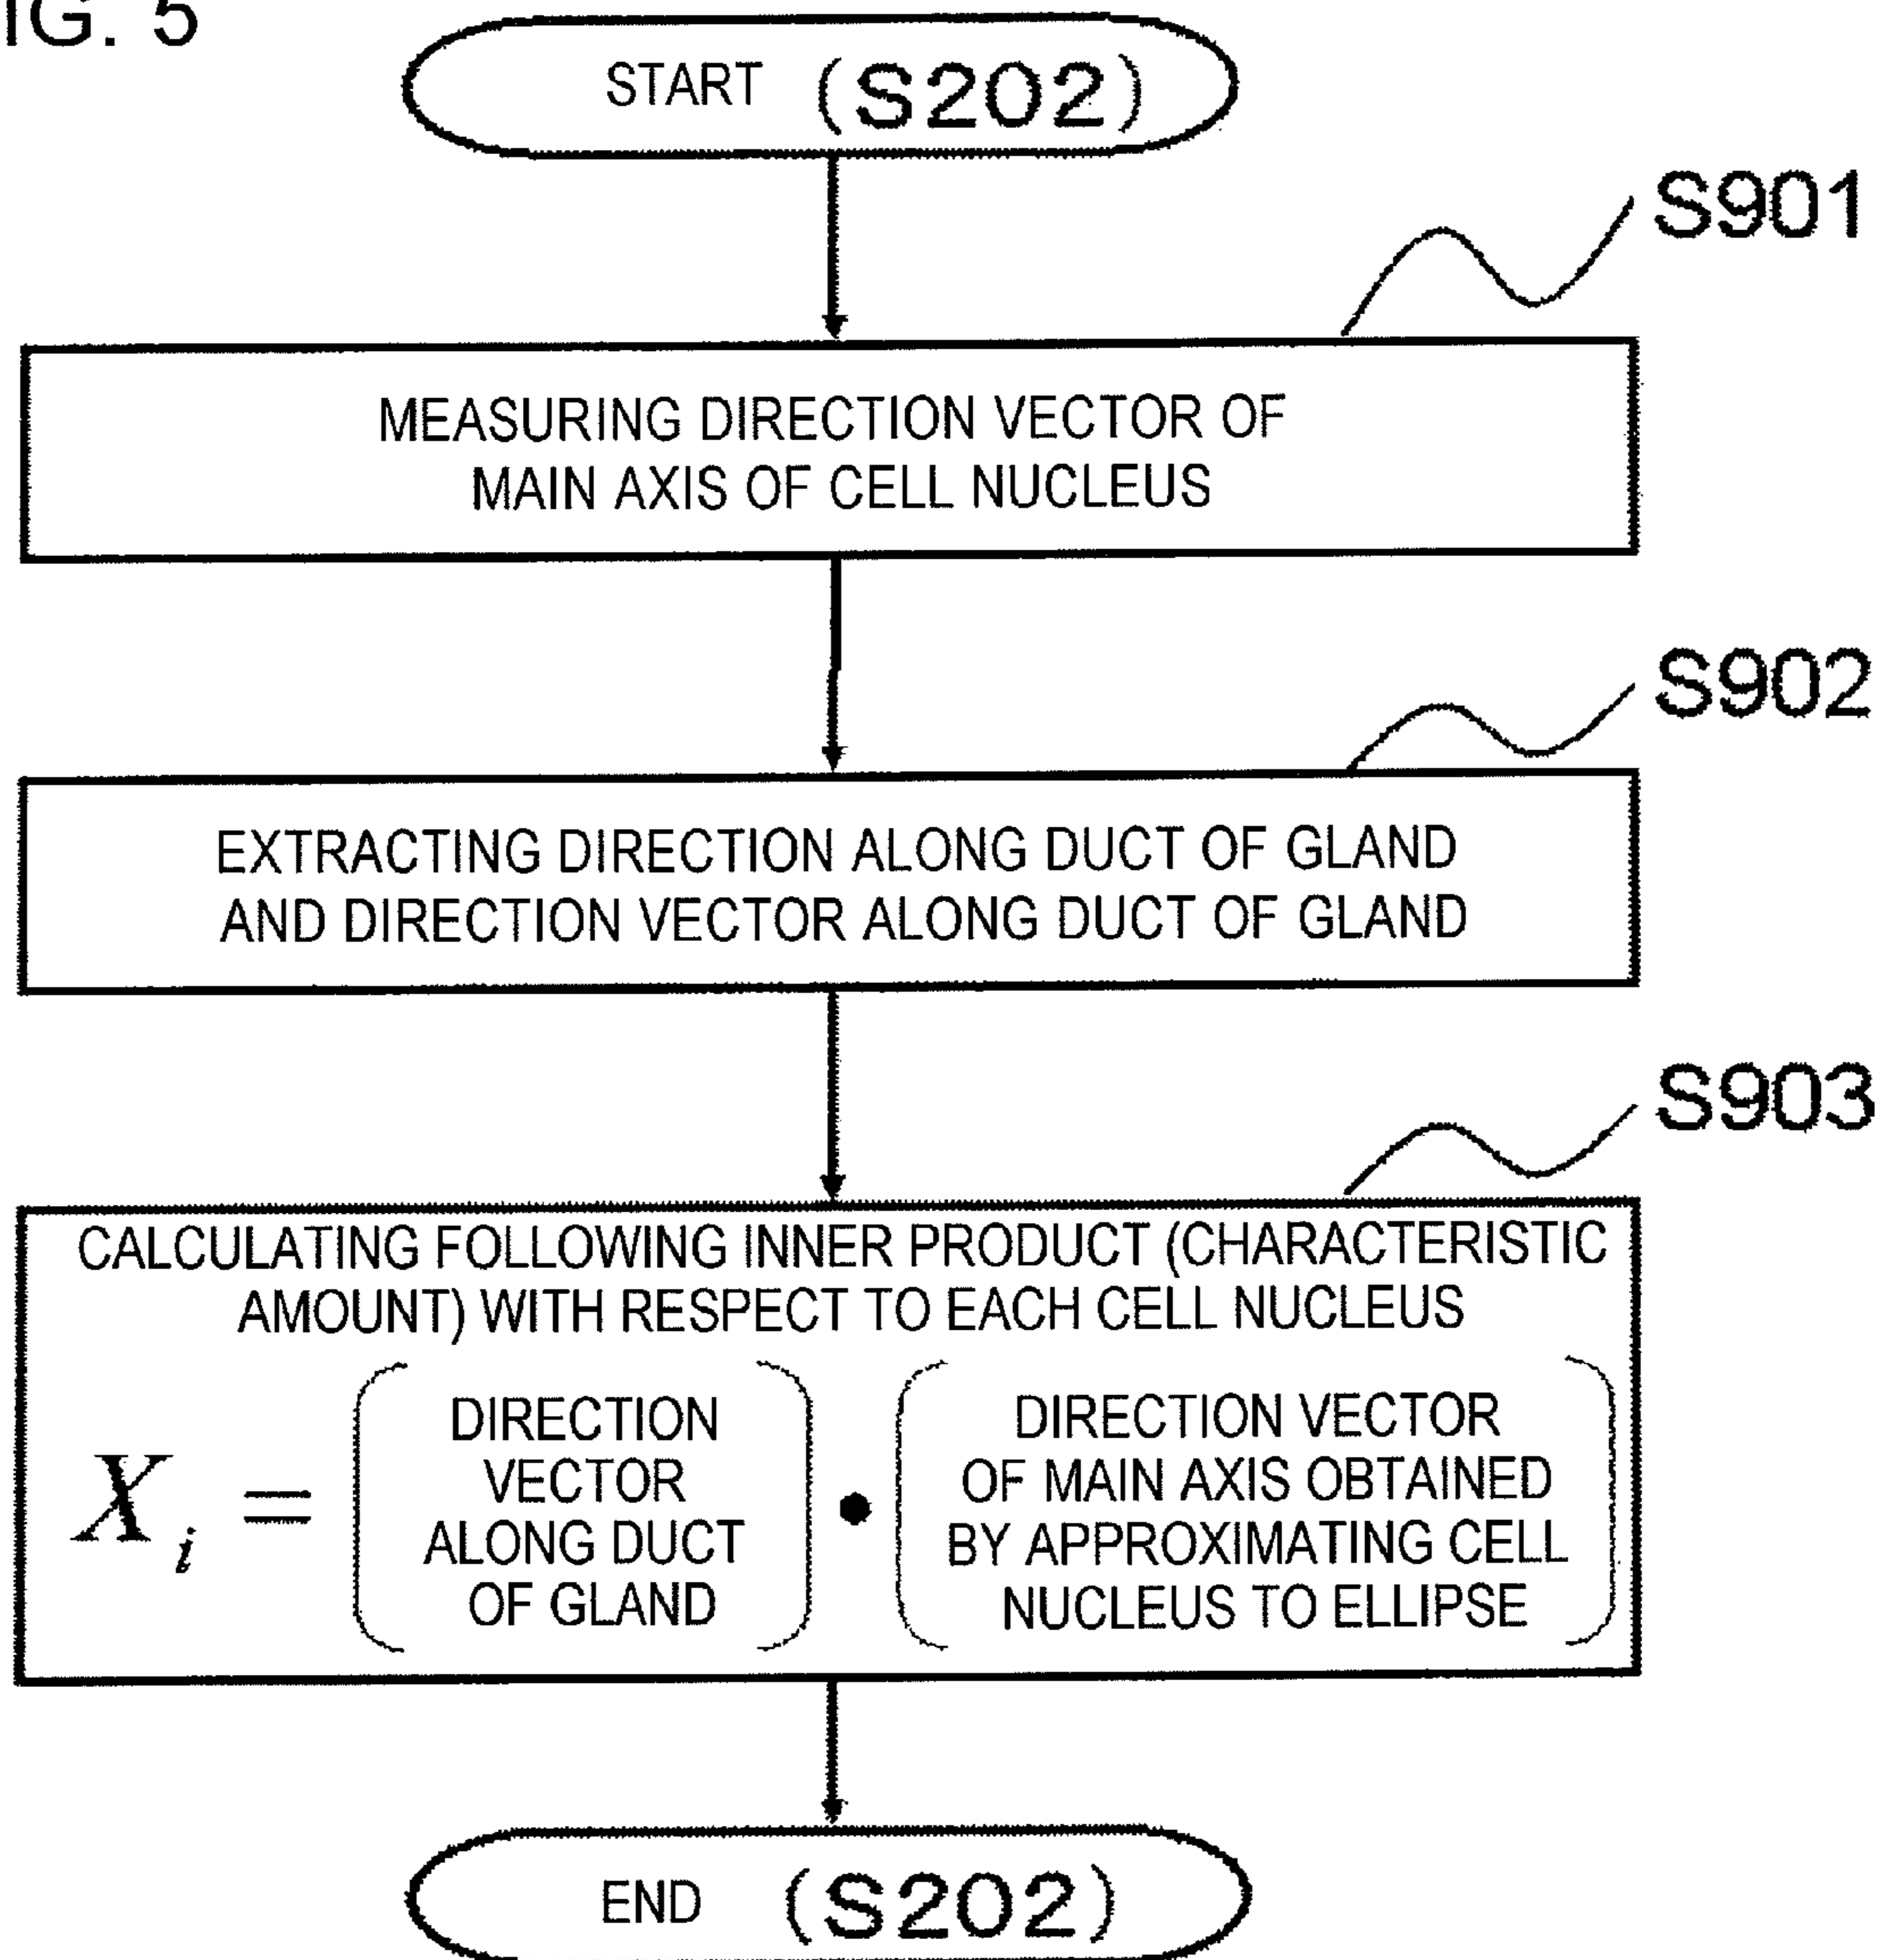 IG. 5
START (S202)
S901
MEASURING DIRECTION VECTOR OF
MAIN AXIS OF CELL NUCLEUS
S902
EXTRACTING DIRECTION ALONG DUCT OF GLAND
AND DIRECTION VECTOR ALONG DUCT OF GLAND
S903
CALCULATING FOLLOWING INNER PRODUCT (CHARACTERISTIC
AMOUNT) WITH RESPECT TO EACH CELL NUCLEUS
X i =
DIRECTION
VECTOR
ALONG DUCT
OF GLAND
•
DIRECTION VECTOR
OF MAIN AXIS OBTAINED
BY APPROXIMATING CELL
NUCLEUS TO ELLIPSE
END (S202)